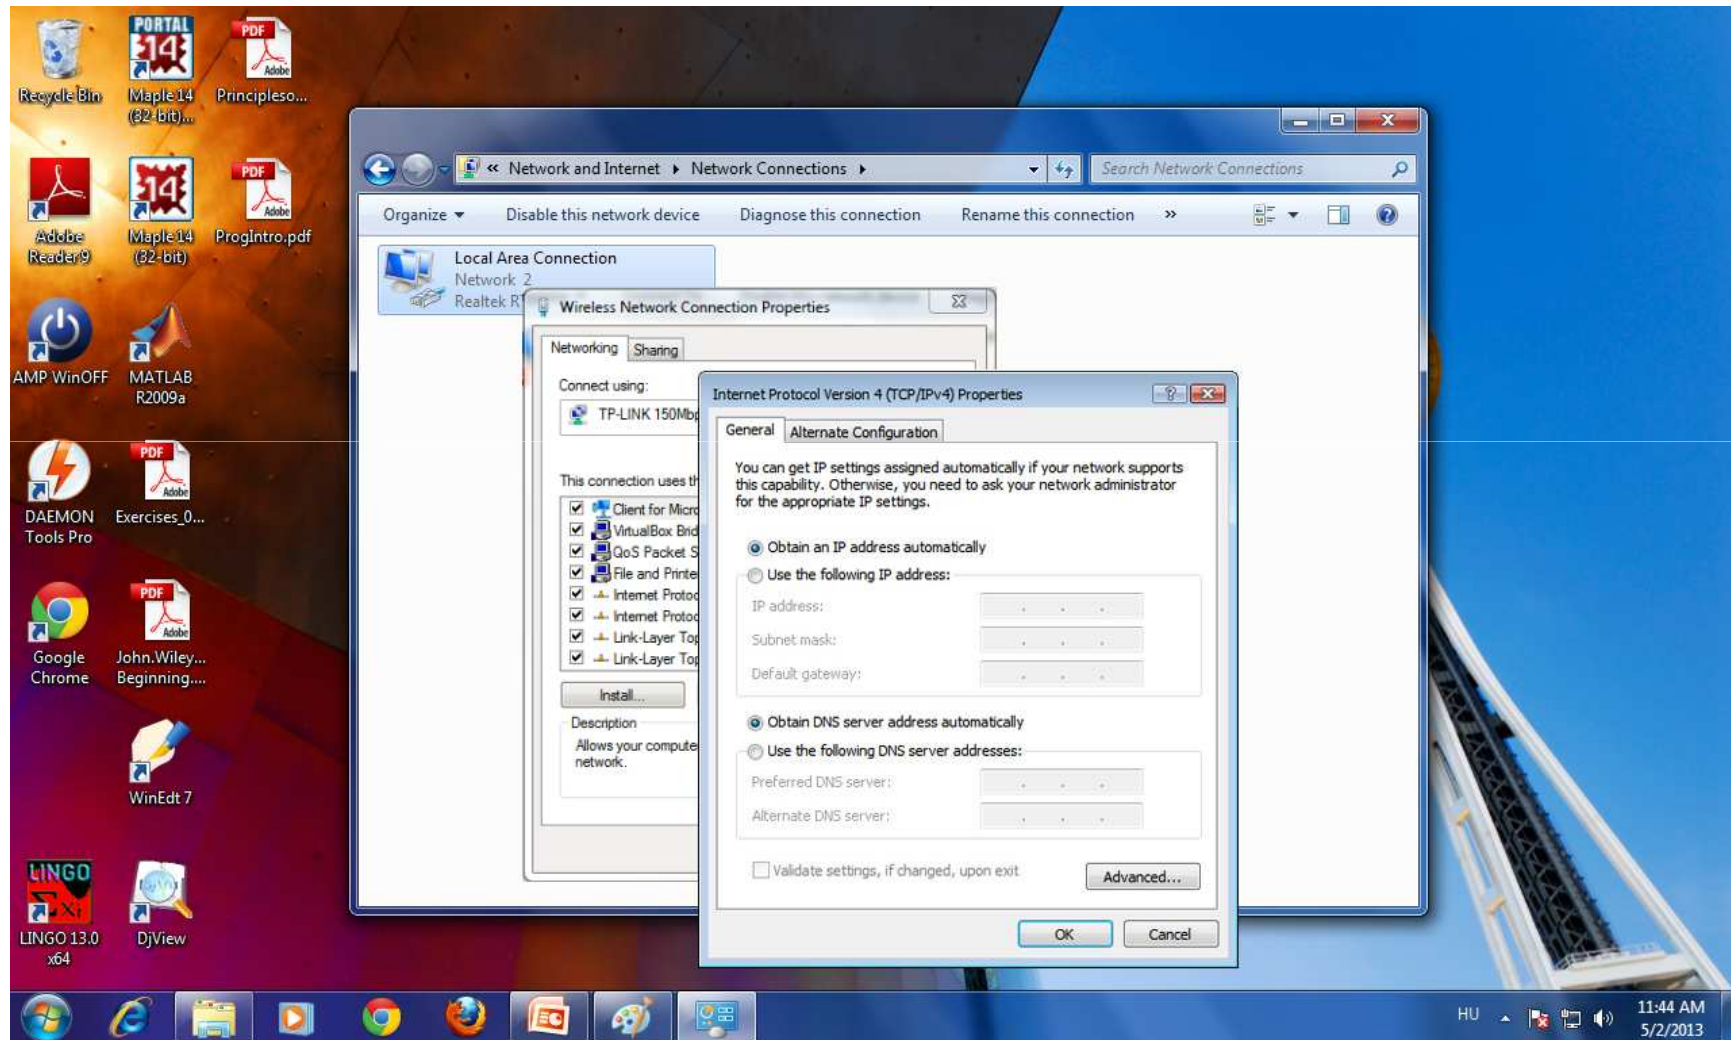 Recycle Bin
PORTAL
14
Maple 14
(32-bit)...
PDF
Adobe
Principleso...
Adobe
Reader 9
14
Maple 14
(32-bit)
PDF
Adobe
ProgIntro.pdf
AMP WinOFF
MATLAB
R2009a
DAEMON
Tools Pro
PDF
Adobe
Exercises_0...
Google
Chrome
PDF
Adobe
John.Wiley...
Beginning....
WinEdt 7
LINGO
LINGO 13.0
x64
DjView
« Network and Internet ▸ Network Connections ▸
Search Network Connections
Organize ▾ Disable this network device Diagnose this connection Rename this connection »
Local Area Connection
Network 2
Realtek R
Wireless Network Connection Properties
Networking Sharing
Connect using:
TP-LINK 150Mbp
This connection uses th
Client for Micro
VirtualBox Brid
QoS Packet S
File and Printe
Internet Protoc
Internet Protoc
Link-Layer Top
Link-Layer Top
Install...
Description
Allows your compute
network.
Internet Protocol Version 4 (TCP/IPv4) Properties
General Alternate Configuration
You can get IP settings assigned automatically if your network supports
this capability. Otherwise, you need to ask your network administrator
for the appropriate IP settings.
Obtain an IP address automatically
Use the following IP address:
IP address:
Subnet mask:
Default gateway:
Obtain DNS server address automatically
Use the following DNS server addresses:
Preferred DNS server:
Alternate DNS server:
Validate settings, if changed, upon exit
Advanced...
OK Cancel
HU
11:44 AM
5/2/2013